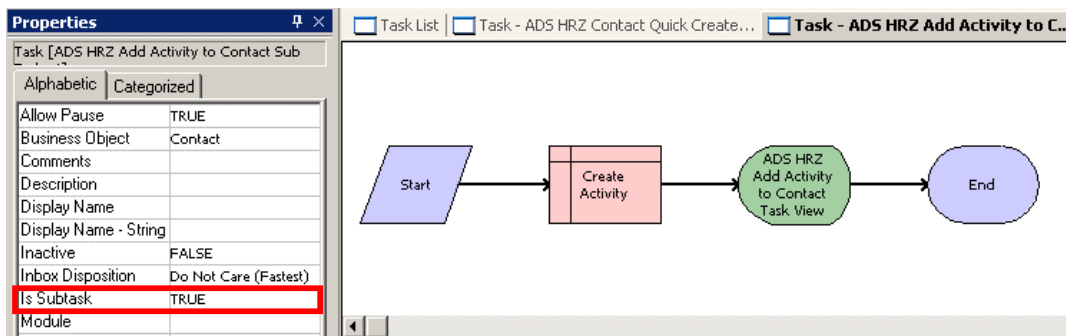 Properties
Task [ADS HRZ Add Activity to Contact Sub
Alphabetic
Categorized
Allow Pause TRUE
Business Object Contact
Comments
Description
Display Name
Display Name - String
Inactive FALSE
Inbox Disposition Do Not Care (Fastest)
Is Subtask TRUE
Module
Task List
Task - ADS HRZ Contact Quick Create...
Task - ADS HRZ Add Activity to C...
Start
Create
Activity
ADS HRZ
Add Activity
to Contact
Task View
End